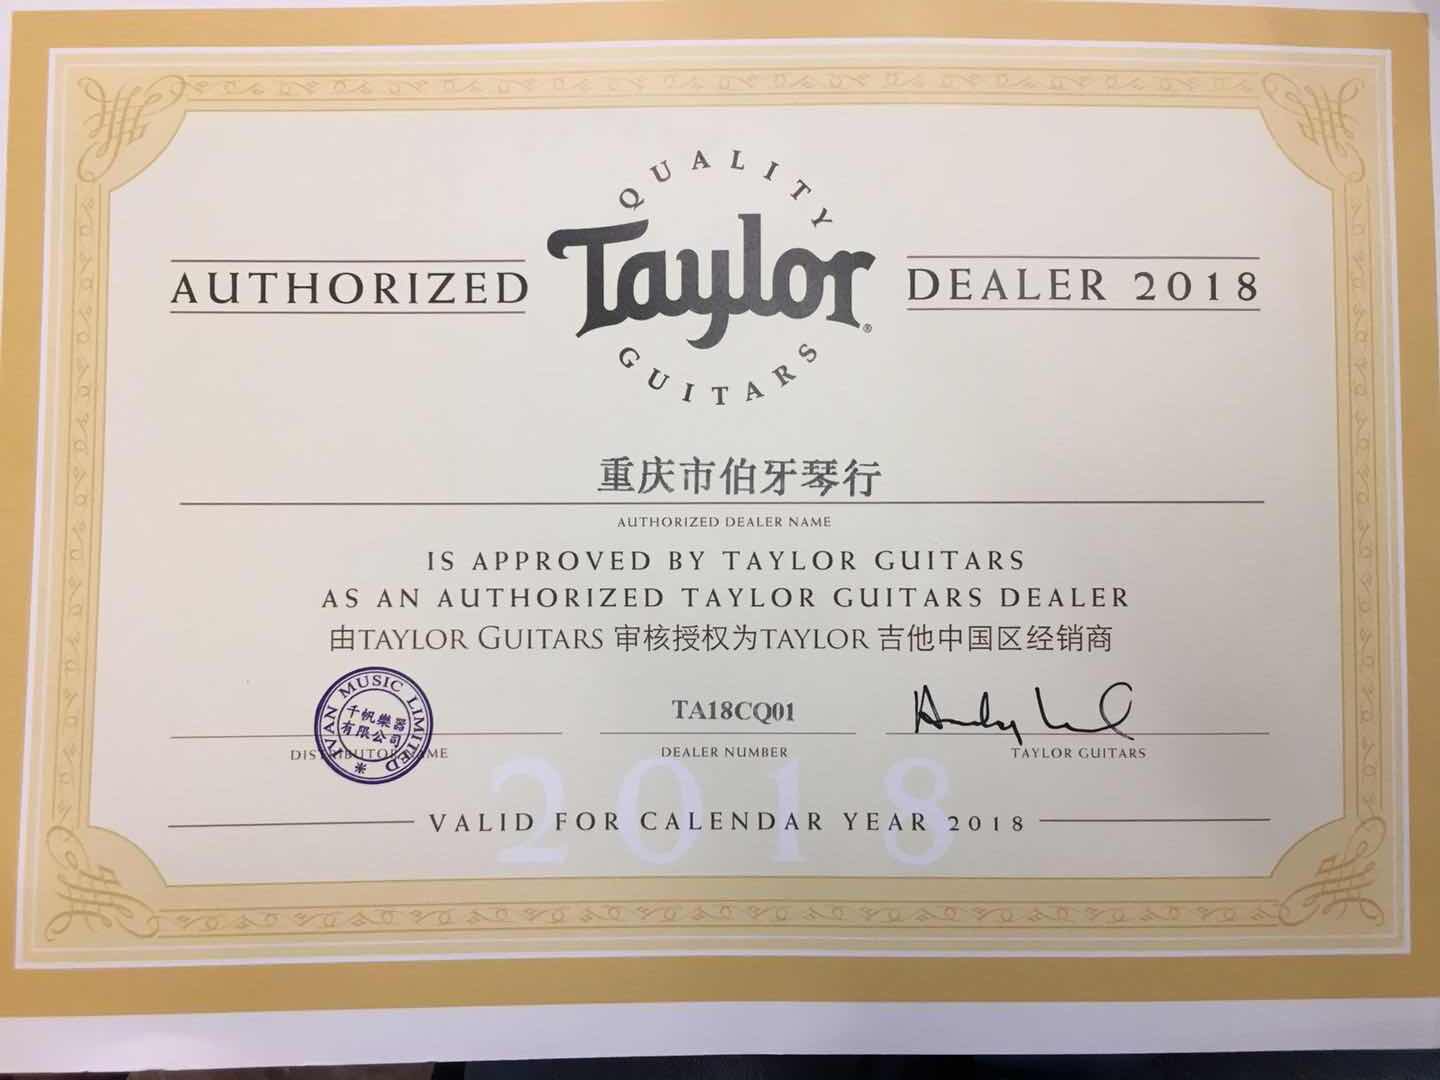 QUALITY
AUTHORIZED Taylor® DEALER 2018
GUITARS
重庆市伯牙琴行
AUTHORIZED DEALER NAME
IS APPROVED BY TAYLOR GUITARS
AS AN AUTHORIZED TAYLOR GUITARS DEALER
由TAYLOR GUITARS 审核授权为TAYLOR 吉他中国区经销商
IVAN MUSIC LIMITED
千帆樂器
有限公司
TA18CQ01
DEALER NUMBER
TAYLOR GUITARS
2018
VALID FOR CALENDAR YEAR 2018